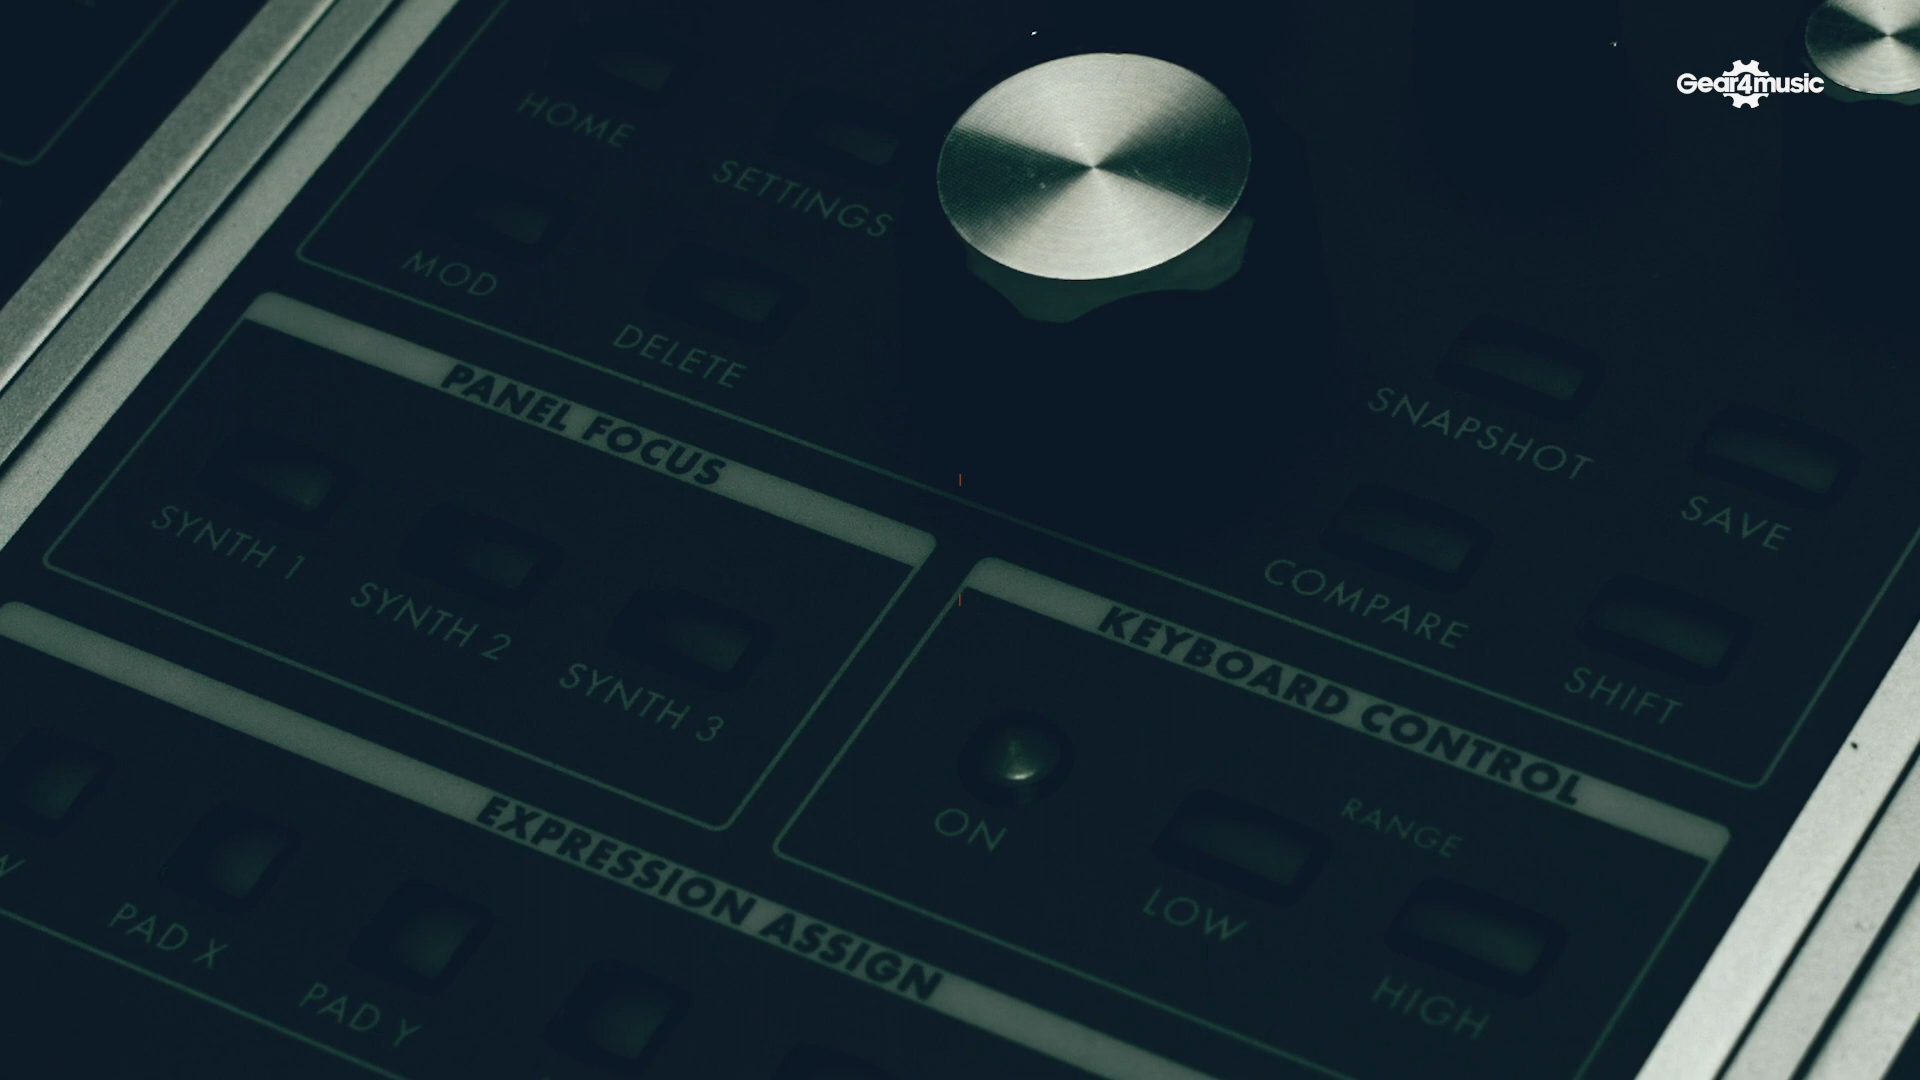 Gear4music
HOME
SETTINGS
MOD
DELETE
SNAPSHOT
SAVE
COMPARE
SHIFT
PANEL FOCUS
SYNTH 1
SYNTH 2
SYNTH 3
KEYBOARD CONTROL
ON
RANGE
LOW
HIGH
EXPRESSION ASSIGN
PAD X
PAD Y